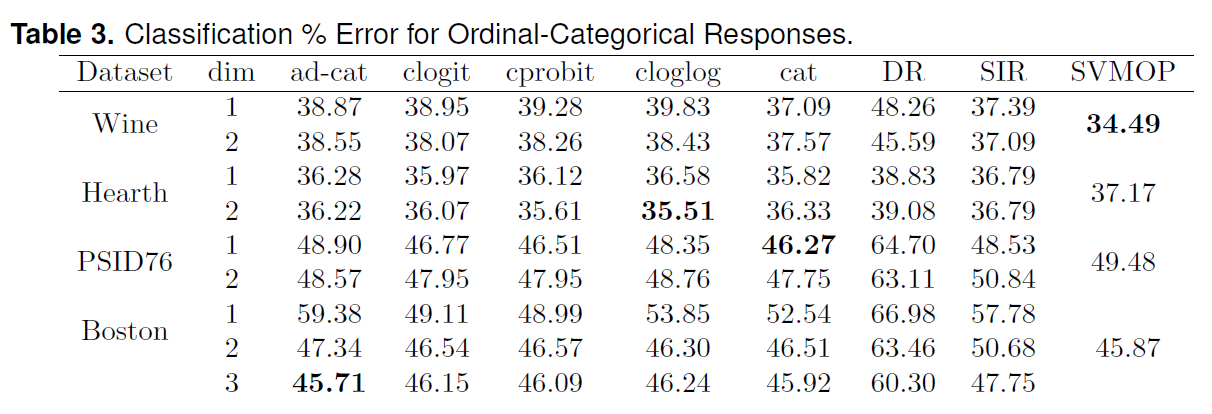 Table 3. Classification % Error for Ordinal-Categorical Responses.
Dataset dim ad-cat clogit cprobit cloglog cat DR SIR SVMOP
Wine 1 38.87 38.95 39.28 39.83 37.09 48.26 37.39 34.49
2 38.55 38.07 38.26 38.43 37.57 45.59 37.09
Hearth 1 36.28 35.97 36.12 36.58 35.82 38.83 36.79 37.17
2 36.22 36.07 35.61 35.51 36.33 39.08 36.79
PSID76 1 48.90 46.77 46.51 48.35 46.27 64.70 48.53 49.48
2 48.57 47.95 47.95 48.76 47.75 63.11 50.84
Boston 1 59.38 49.11 48.99 53.85 52.54 66.98 57.78
2 47.34 46.54 46.57 46.30 46.51 63.46 50.68 45.87
3 45.71 46.15 46.09 46.24 45.92 60.30 47.75